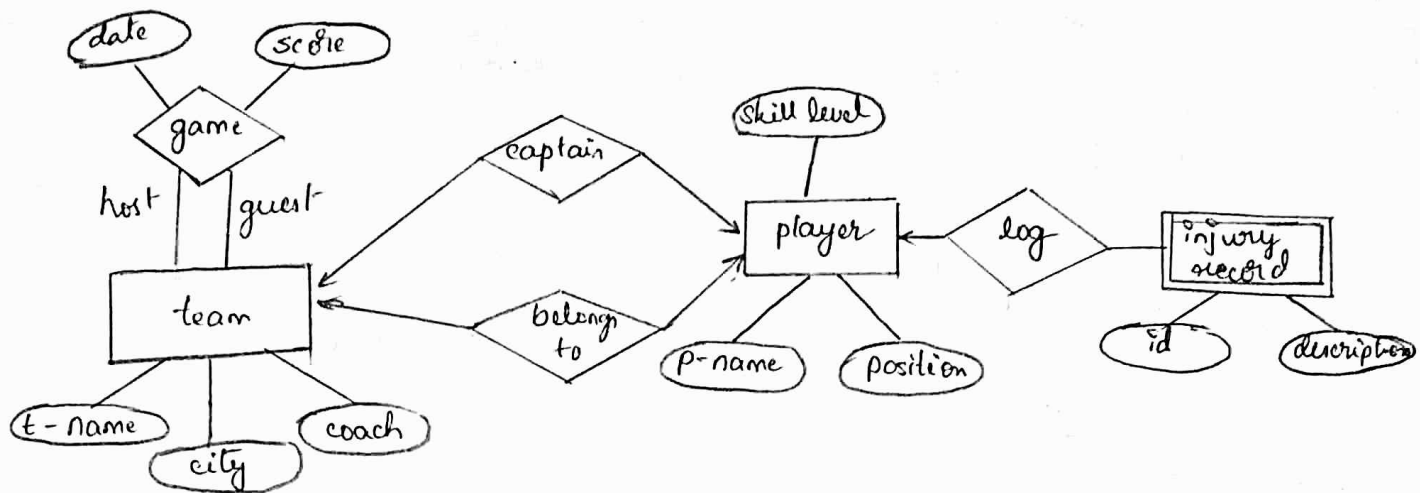 date
score
game
host
guest
team
t-name
city
coach
captain
belongs
to
skill level
player
p-name
position
log
injury
record
id
description